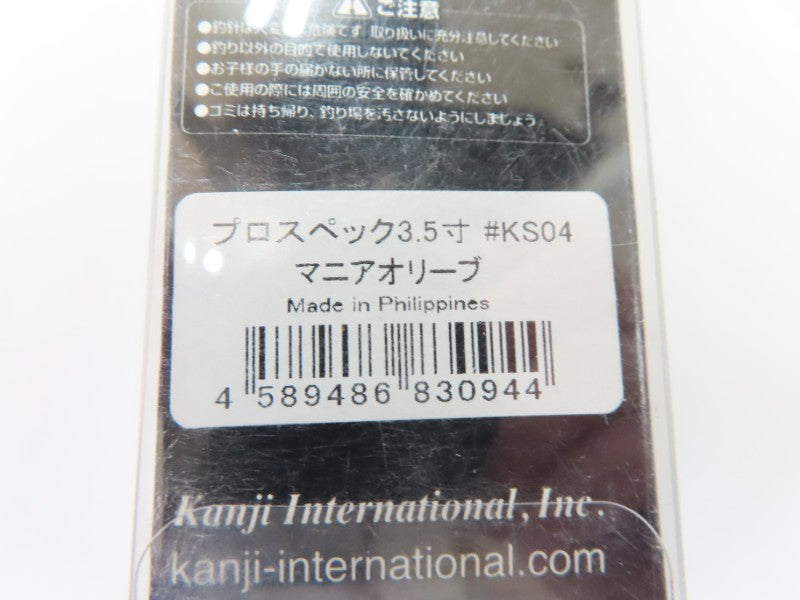 ご注意
●釣針は大変危険です 取り扱いに充分注意してください
●釣り以外の目的で使用しないでください
●お子様の手の届かない所に保管してください
●ご使用の際には周囲の安全を確かめてください
●ゴミは持ち帰り、釣り場を汚さないようにしましょう
プロスペック3.5寸 #KS04
マニアオリーブ
Made in Philippines
4 589486 830944
Kanji International, Inc.
kanji-international.com